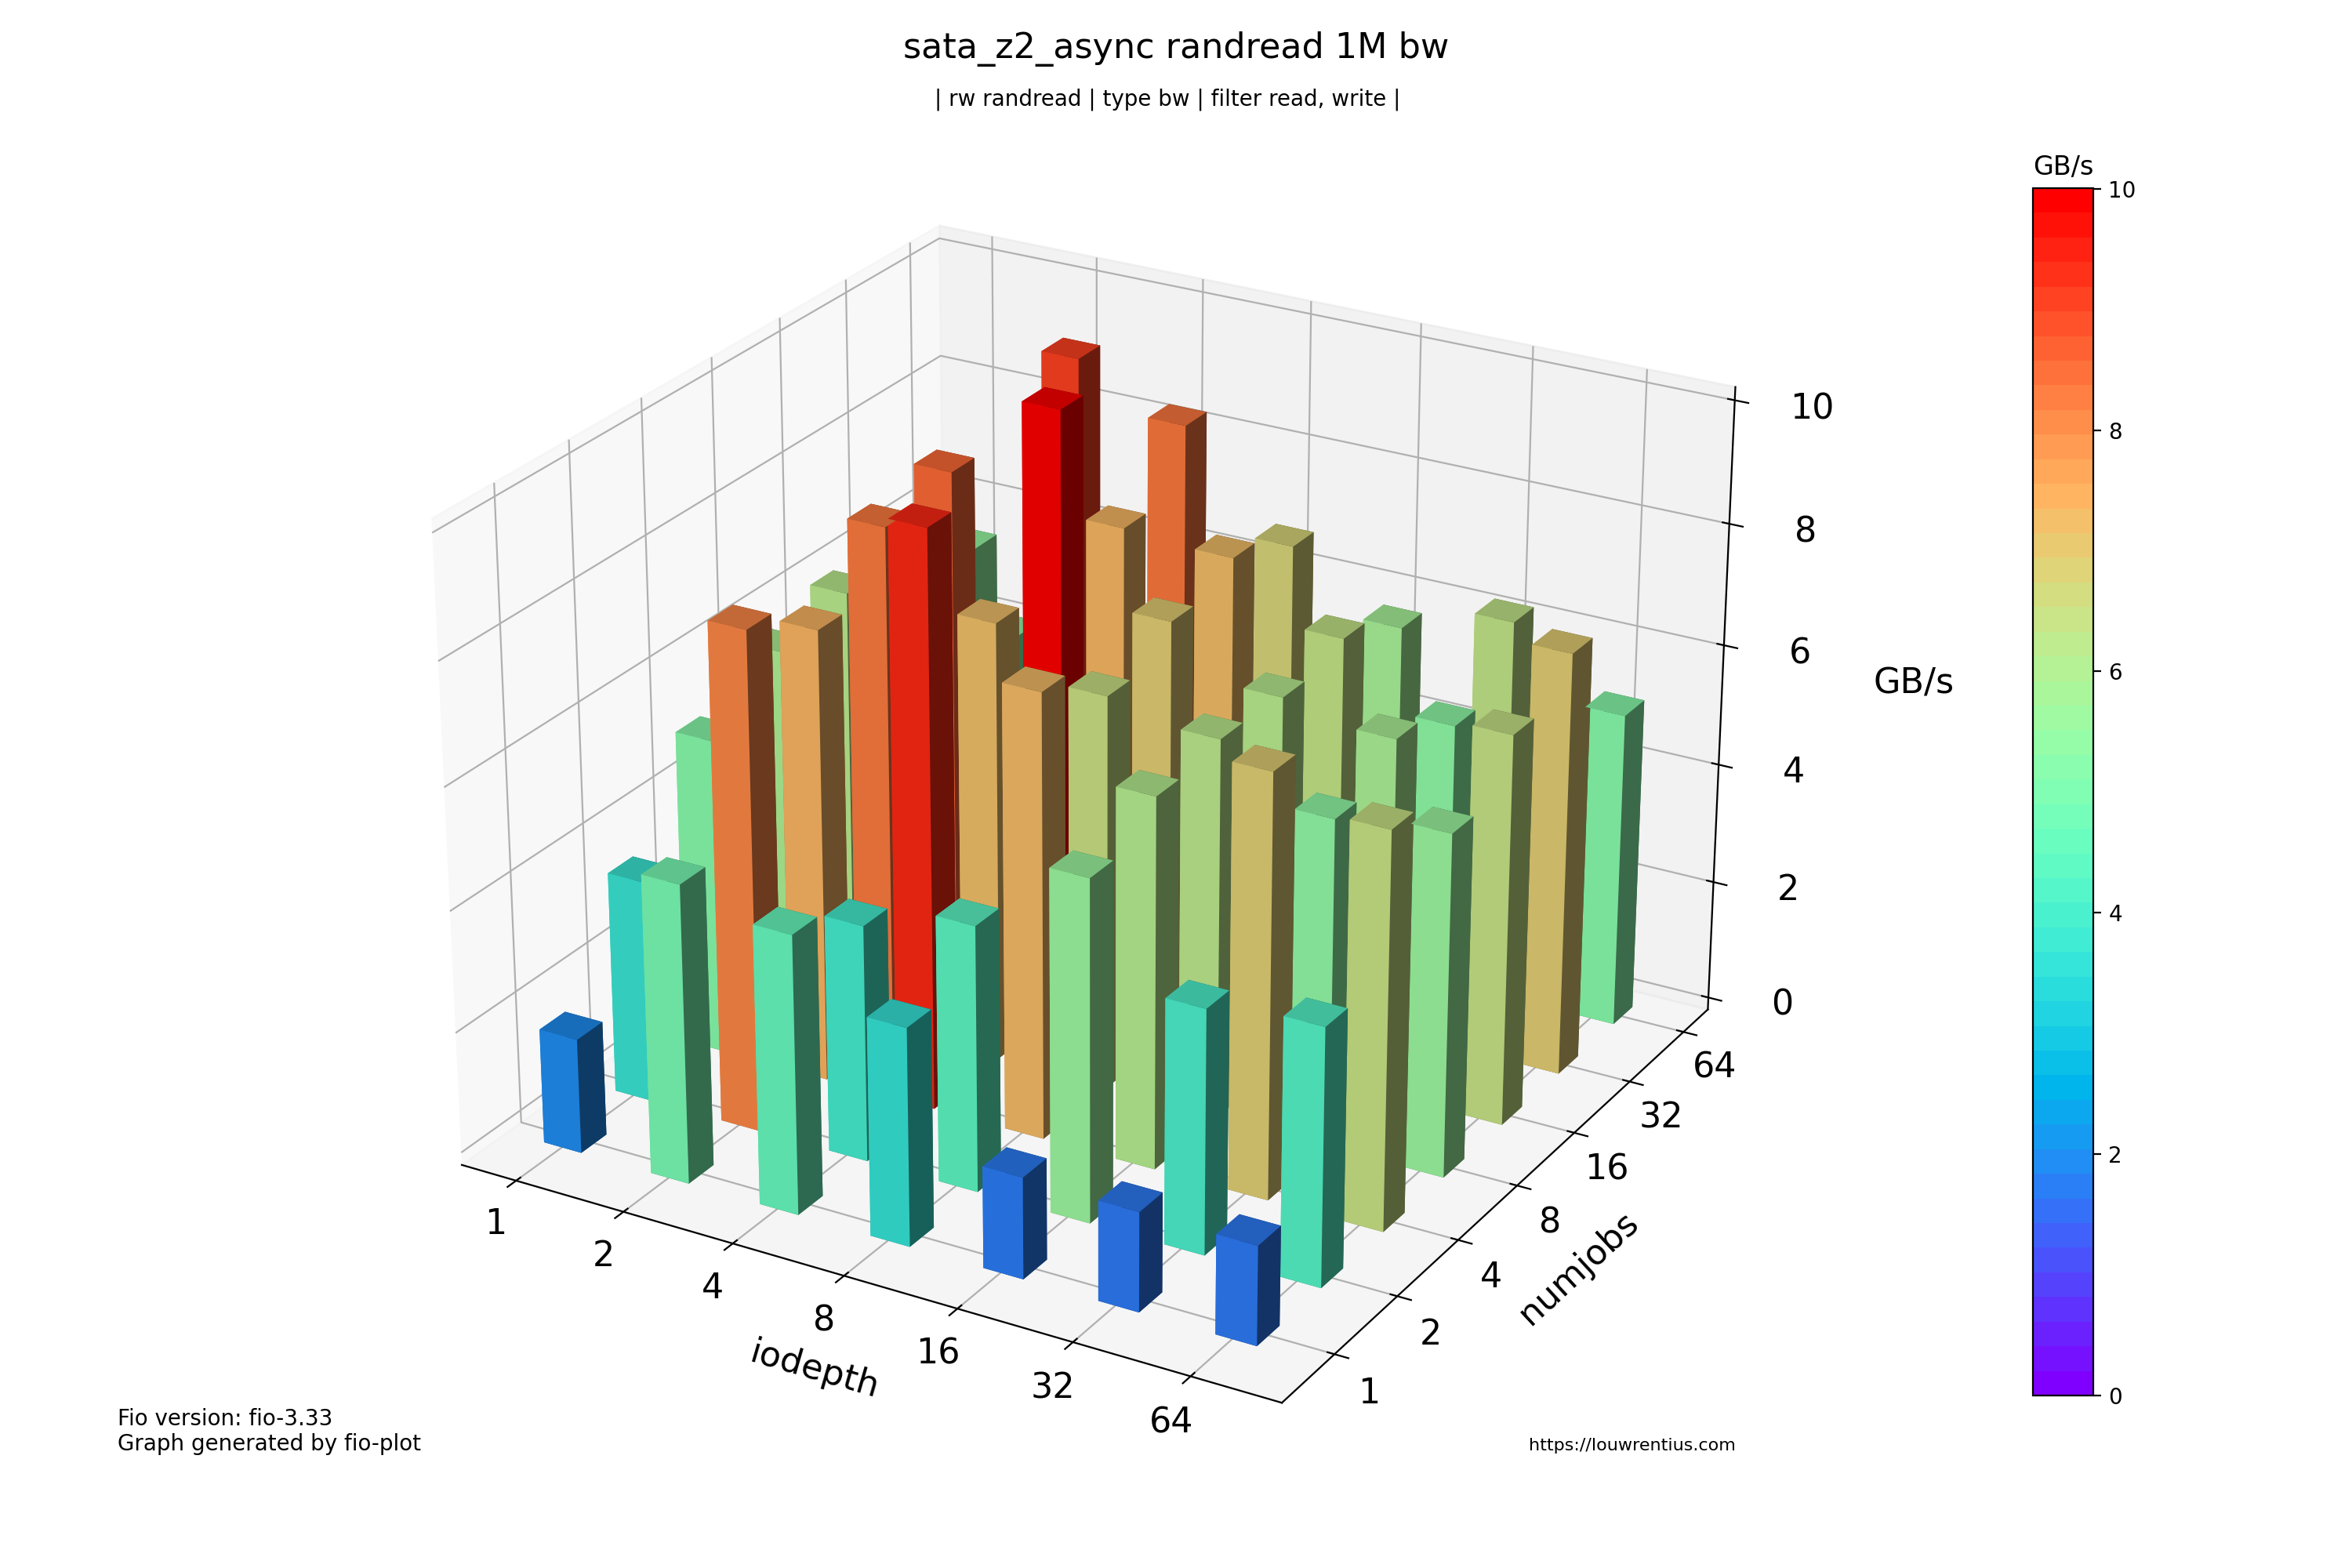 sata_z2_async randread 1M bw
| rw randread | type bw | filter read, write |
GB/s
10
8
6
4
2
0
10
8
6
4
2
0
GB/s
64
32
16
8
4
2
1
numjobs
1
2
4
8
16
32
64
iodepth
Fio version: fio-3.33
Graph generated by fio-plot
https://louwrentius.com